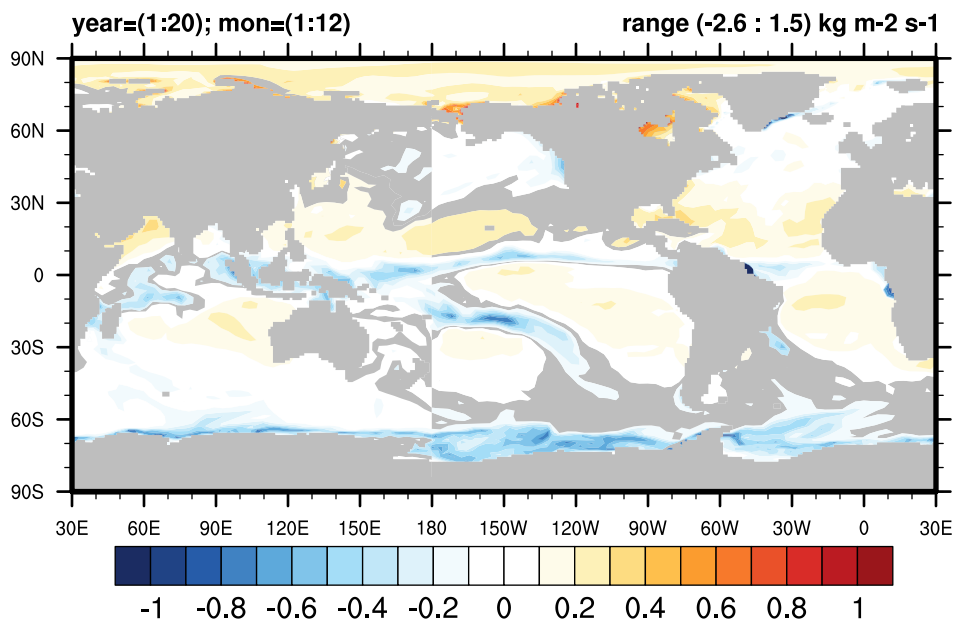 year=(1:20); mon=(1:12) range (-2.6 : 1.5) kg m-2 s-1
90N
60N
30N
0
30S
60S
90S
30E 60E 90E 120E 150E 180 150W 120W 90W 60W 30W 0 30E
-1 -0.8 -0.6 -0.4 -0.2 0 0.2 0.4 0.6 0.8 1